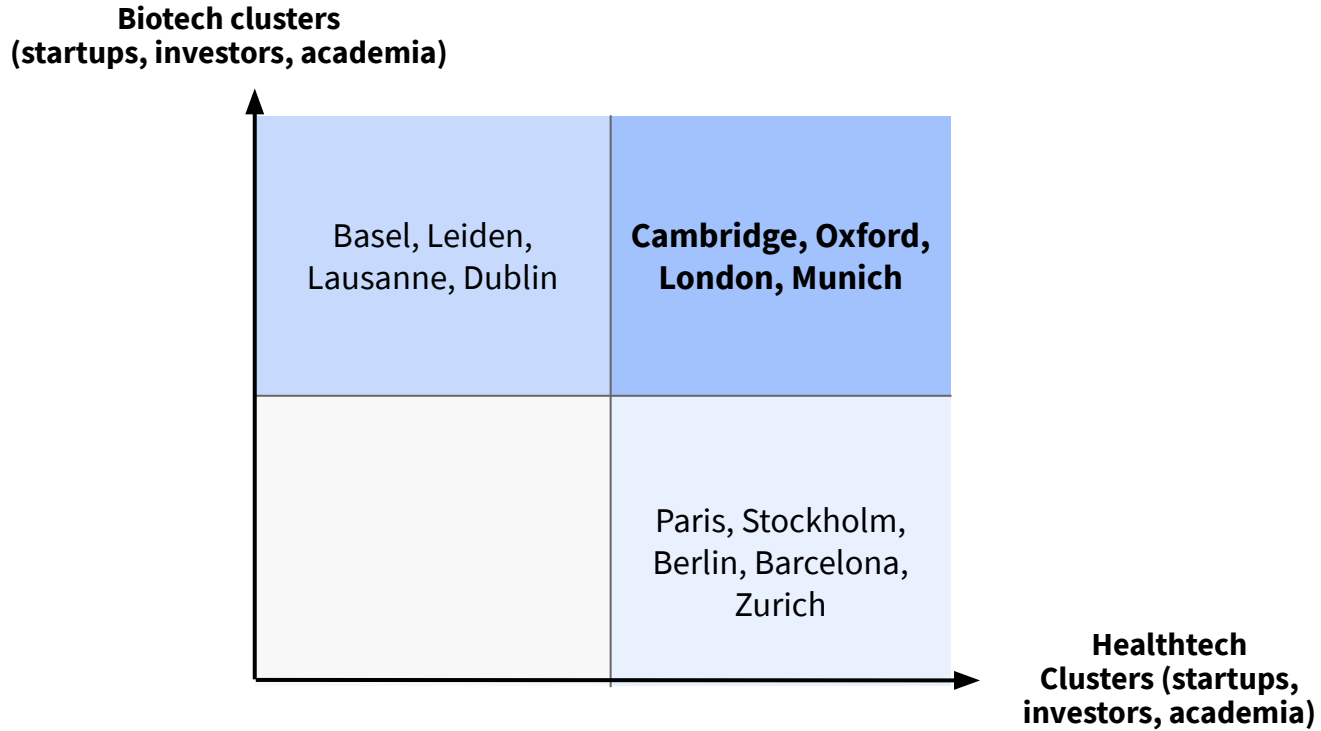 Biotech clusters
(startups, investors, academia)
Basel, Leiden,
Lausanne, Dublin
Cambridge, Oxford,
London, Munich
Paris, Stockholm,
Berlin, Barcelona,
Zurich
Healthtech
Clusters (startups,
investors, academia)